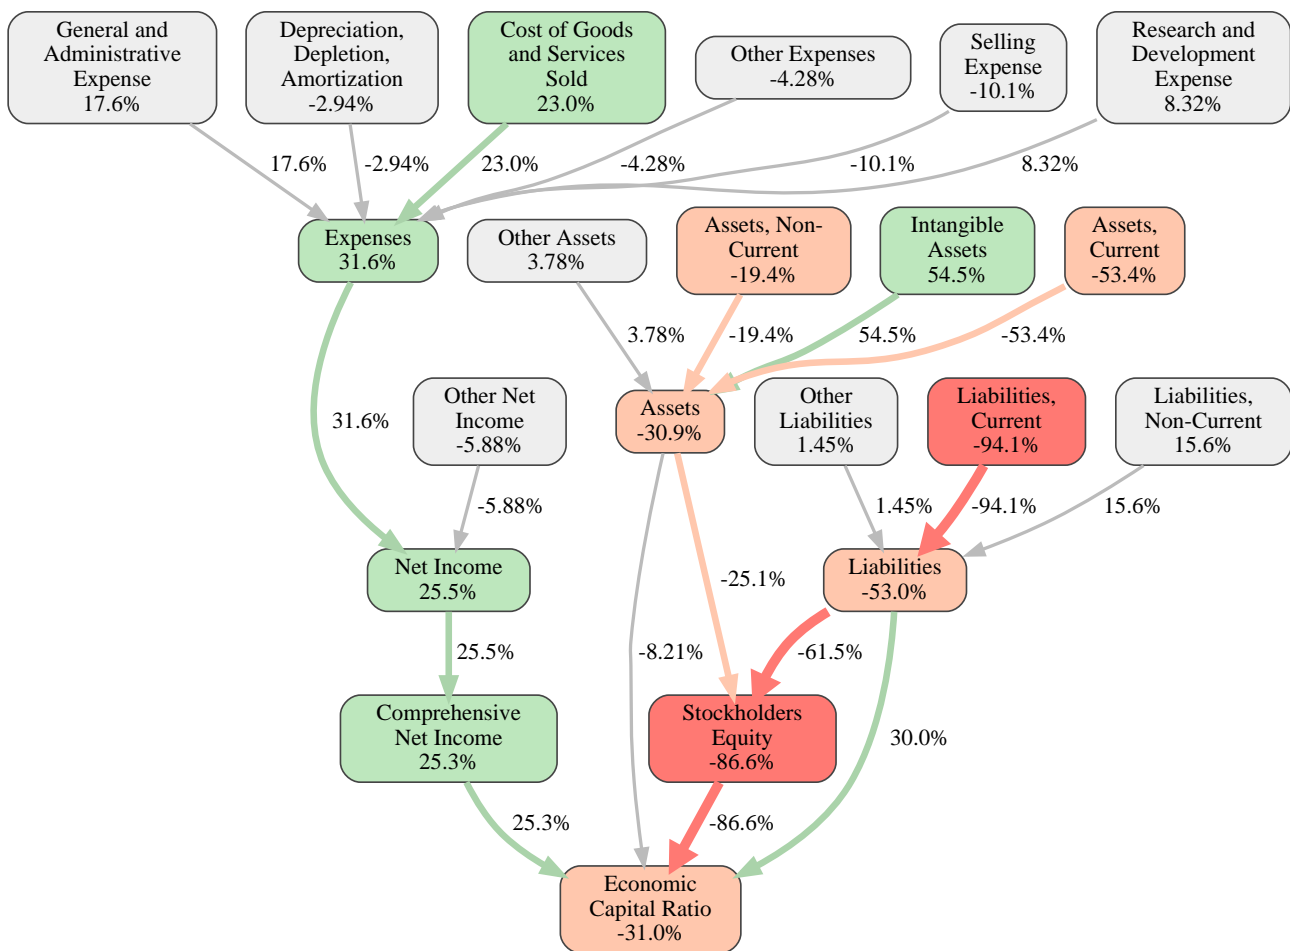 General and
Administrative
Expense
17.6%
Depreciation,
Depletion,
Amortization
-2.94%
Cost of Goods
and Services
Sold
23.0%
Other Expenses
-4.28%
Selling
Expense
-10.1%
Research and
Development
Expense
8.32%
17.6%
-2.94%
23.0%
-4.28%
-10.1%
8.32%
Expenses
31.6%
Other Assets
3.78%
Assets, Non-
Current
-19.4%
Intangible
Assets
54.5%
Assets,
Current
-53.4%
3.78%
-19.4%
54.5%
-53.4%
31.6%
Other Net
Income
-5.88%
Assets
-30.9%
Other
Liabilities
1.45%
Liabilities,
Current
-94.1%
Liabilities,
Non-Current
15.6%
-5.88%
1.45%
-94.1%
15.6%
Net Income
25.5%
-25.1%
Liabilities
-53.0%
25.5%
-8.21%
-61.5%
Comprehensive
Net Income
25.3%
Stockholders
Equity
-86.6%
30.0%
25.3%
-86.6%
Economic
Capital Ratio
-31.0%